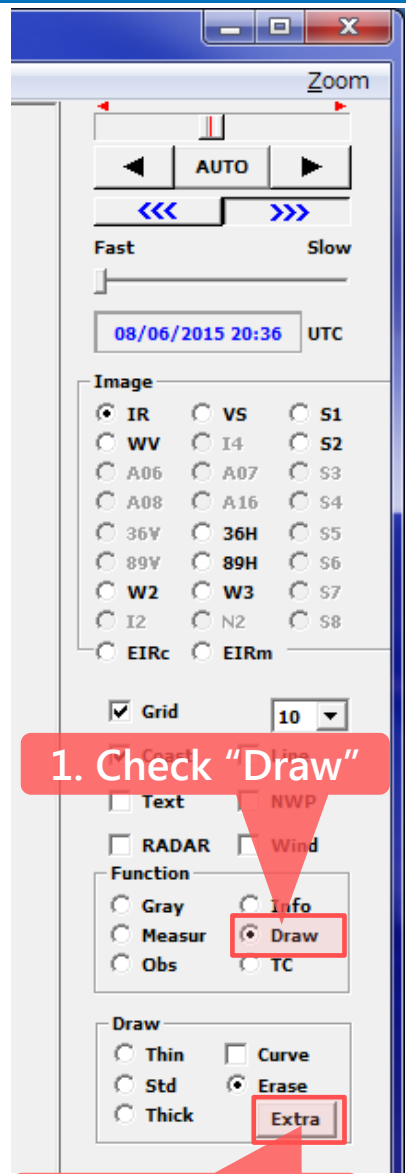 Zoom
AUTO
<<< >>>
Fast Slow
08/06/2015 20:36 UTC
Image
IR VS S1
WV I4 S2
A06 A07 S3
A08 A16 S4
36V 36H S5
89V 89H S6
W2 W3 S7
I2 N2 S8
EIRc EIRm
Grid 10
Coast Line
1. Check “Draw”
Text NWP
RADAR Wind
Function
Gray Info
Measur Draw
Obs TC
Draw
Thin Curve
Std Erase
Thick Extra